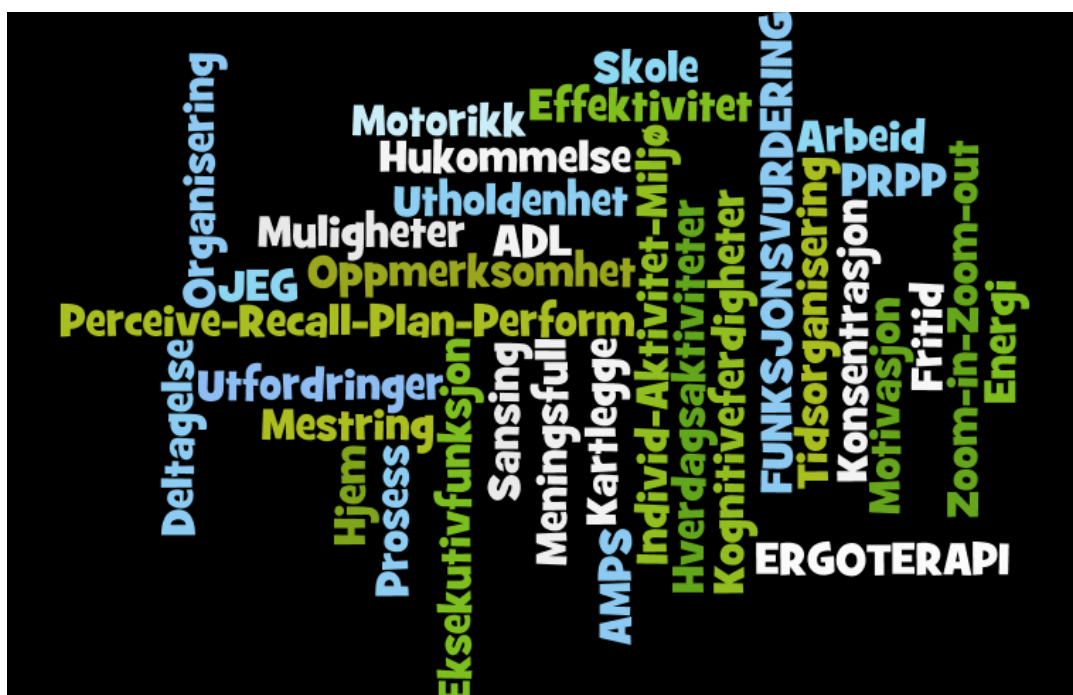 Skole
Effektivitet
Motorikk
Hukommelse
Utholdenhet
Muligheter
ADL
Oppmerksomhet
JEG
Organisering
Perceive-Recall-Plan-Perform
Deltagelse
Utfordringer
Mestring
Hjem
Prosess
Eksekutivfunksjon
Sansing
Meningsfull
Kartlegge
AMPS
Individ-Aktivitet-Miljø
Hverdagsaktiviteter
Kognitiveferdigheter
FUNKSJONSVURDERING
Arbeid
PRPP
Tidsorganisering
Konsentrasjon
Motivasjon
Fritid
Zoom-in-Zoom-out
Energi
ERGOTERAPI